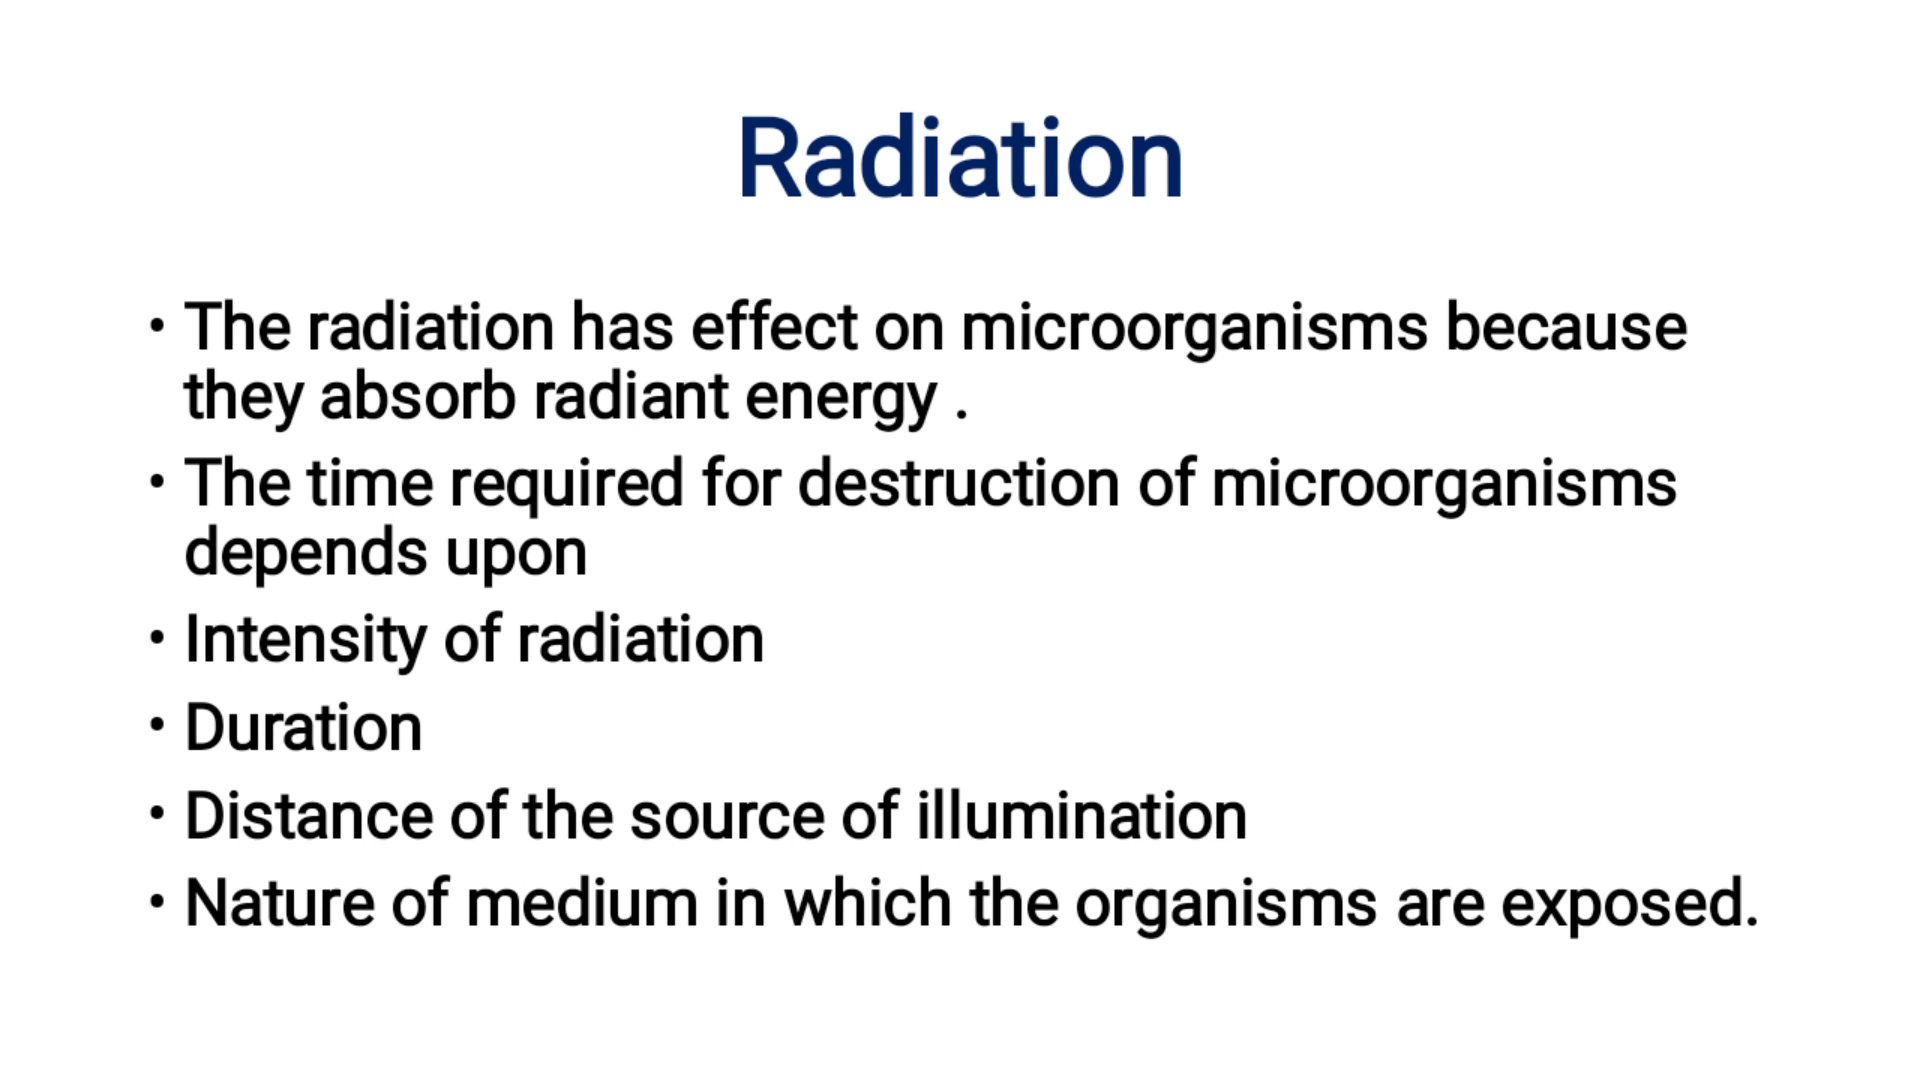 Radiation
• The radiation has effect on microorganisms because
they absorb radiant energy .
• The time required for destruction of microorganisms
depends upon
• Intensity of radiation
• Duration
• Distance of the source of illumination
• Nature of medium in which the organisms are exposed.